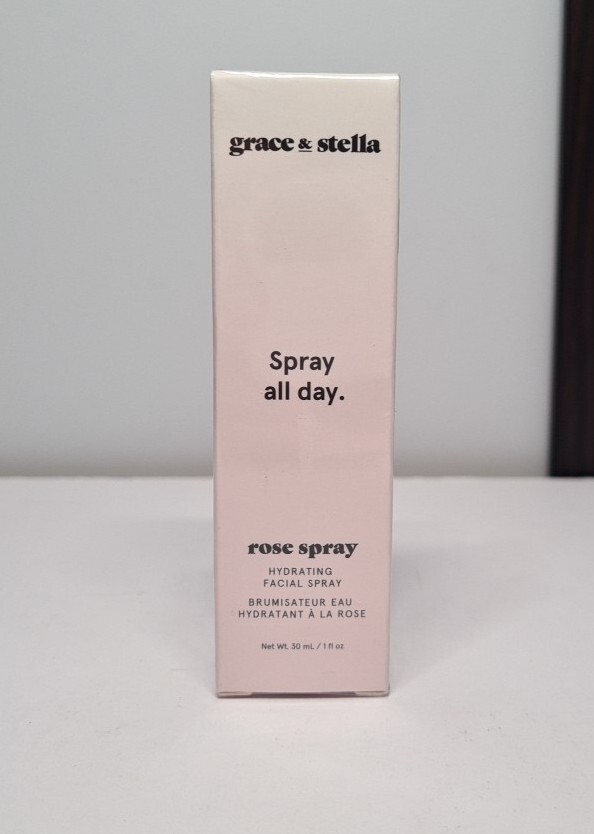 grace & stella
Spray
all day.
rose spray
HYDRATING
FACIAL SPRAY
BRUMISATEUR EAU
HYDRATANT À LA ROSE
Net Wt. 30 mL / 1 fl oz